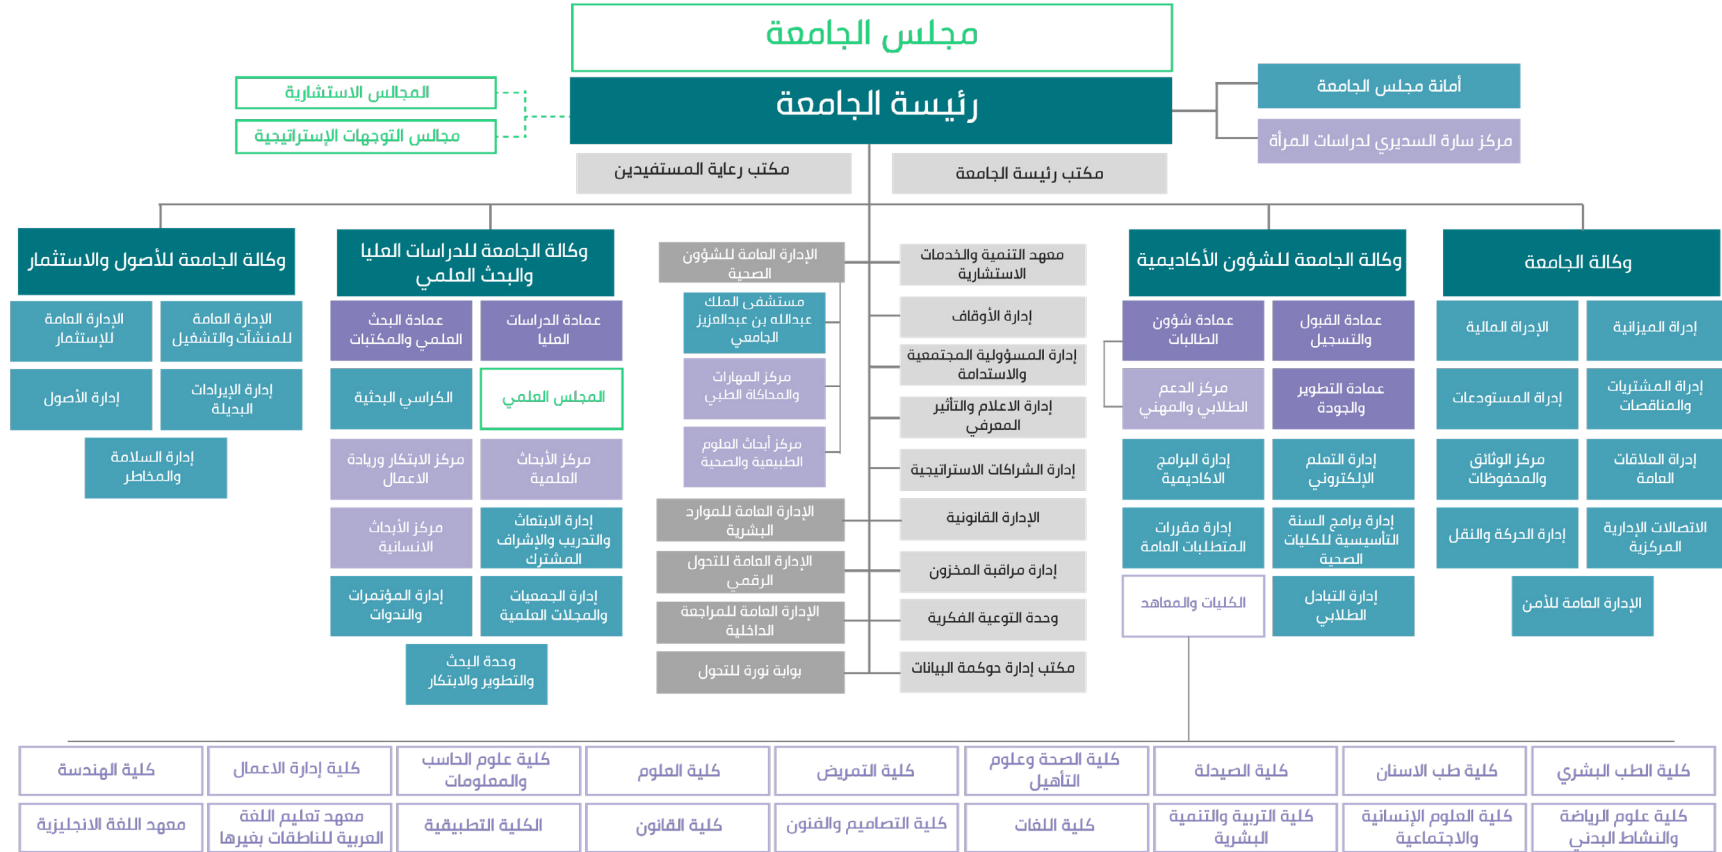 مجلس الجامعة
رئيسة الجامعة
أمانة مجلس الجامعة
مركز سارة السديري لدراسات المرأة
المجالس الاستشارية
مجالس التوجهات الإستراتيجية
مكتب رئيسة الجامعة
مكتب رعاية المستفيدين
وكالة الجامعة
إدراة الميزانية
الإدراة المالية
إدراة المشتريات
والمناقصات
إدراة المستودعات
إدراة العلاقات
العامة
مركز الوثائق
والمحفوظات
الاتصالات الإدارية
المركزية
إدارة الحركة والنقل
الإدارة العامة للأمن
وكالة الجامعة للشؤون الأكاديمية
عمادة القبول
والتسجيل
عمادة شؤون
الطالبات
عمادة التطوير
والجودة
مركز الدعم
الطلابي والمهني
إدارة التعلم
الإلكتروني
إدارة البرامج
الاكاديمية
إدارة برامج السنة
التأسيسية للكليات
الصحية
إدارة مقررات
المتطلبات العامة
إدارة التبادل
الطلابي
الكليات والمعاهد
معهد التنمية والخدمات
الاستشارية
إدارة الأوقاف
إدارة المسؤولية المجتمعية
والاستدامة
إدارة الاعلام والتأثير
المعرفي
إدارة الشراكات الاستراتيجية
الإدارة القانونية
إدارة مراقبة المخزون
وحدة التوعية الفكرية
مكتب إدارة حوكمة البيانات
الإدارة العامة للشؤون
الصحية
مستشفى الملك
عبدالله بن عبدالعزيز
الجامعي
مركز المهارات
والمحاكاة الطبي
مركز أبحاث العلوم
الطبيعية والصحية
الإدارة العامة للموارد
البشرية
الإدارة العامة للتحول
الرقمي
الإدارة العامة للمراجعة
الداخلية
بوابة نورة للتحول
وكالة الجامعة للدراسات العليا
والبحث العلمي
عمادة الدراسات
العليا
عمادة البحث
العلمي والمكتبات
المجلس العلمي
الكراسي البحثية
مركز الأبحاث
العلمية
مركز الابتكار وريادة
الاعمال
إدارة الابتعاث
والتدريب والإشراف
المشترك
مركز الأبحاث
الانسانية
إدارة الجمعيات
والمجلات العلمية
إدارة المؤتمرات
والندوات
وحدة البحث
والتطوير والابتكار
وكالة الجامعة للأصول والاستثمار
الإدارة العامة
للمنشآت والتشغيل
الإدارة العامة
للإستثمار
إدارة الإيرادات
البديلة
إدارة الأصول
إدارة السلامة
والمخاطر
كلية الطب البشري
كلية طب الاسنان
كلية الصيدلة
كلية الصحة وعلوم
التأهيل
كلية التمريض
كلية العلوم
كلية علوم الحاسب
والمعلومات
كلية إدارة الاعمال
كلية الهندسة
كلية علوم الرياضة
والنشاط البدني
كلية العلوم الإنسانية
والاجتماعية
كلية التربية والتنمية
البشرية
كلية اللغات
كلية التصاميم والفنون
كلية القانون
الكلية التطبيقية
معهد تعليم اللغة
العربية للناطقات بغيرها
معهد اللغة الانجليزية